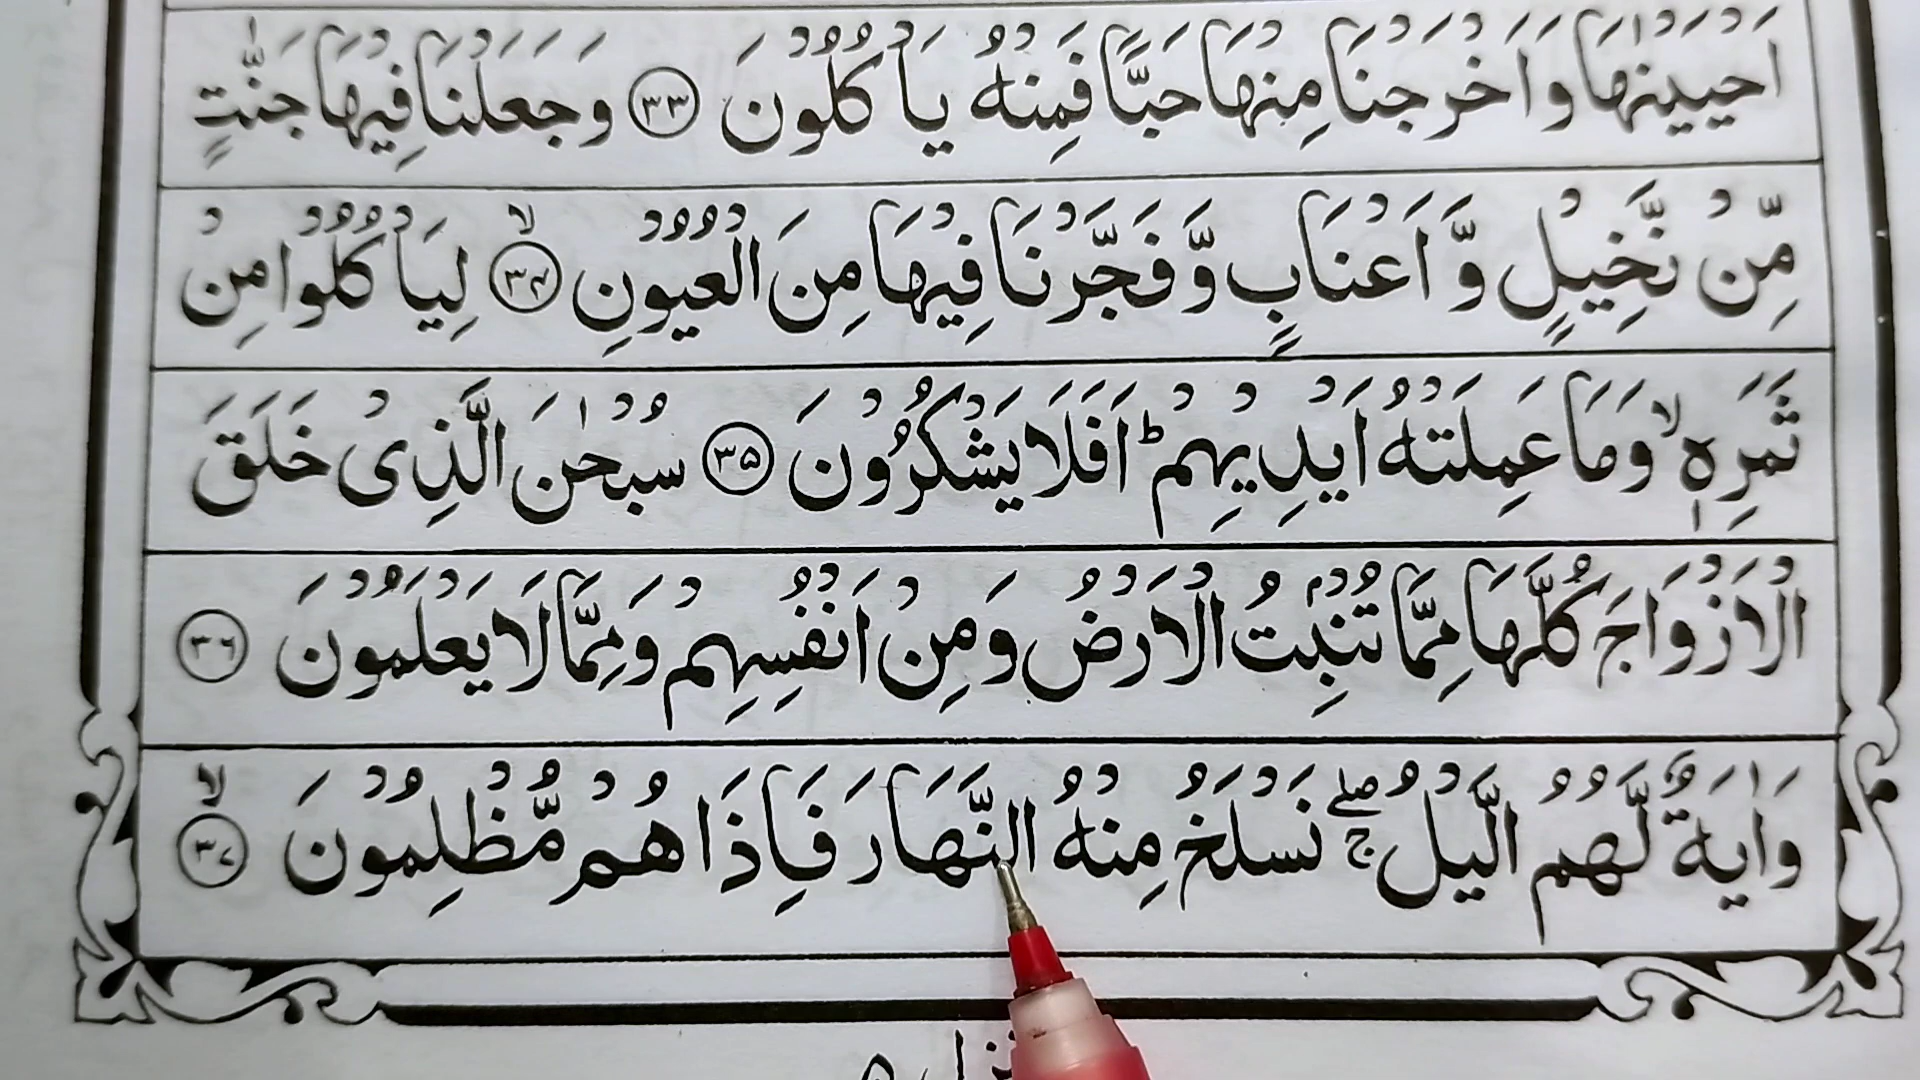 اَحْيَيْنٰهَا وَاَخْرَجْنَا مِنْهَا حَبًّا فَمِنْهُ يَاْكُلُوْنَ ۳۳ وَجَعَلْنَا فِيْهَا جَنّٰتٍ
مِّنْ نَّخِيْلٍ وَّاَعْنَابٍ وَّفَجَّرْنَا فِيْهَا مِنَ الْعُيُوْنِ ۙ ۳۴ لِيَاْكُلُوْا مِنْ
ثَمَرِهٖ ۙ وَمَا عَمِلَتْهُ اَيْدِيْهِمْ ؕ اَفَلَا يَشْكُرُوْنَ ۳۵ سُبْحٰنَ الَّذِىْ خَلَقَ
الْاَزْوَاجَ كُلَّهَا مِمَّا تُنْۢبِتُ الْاَرْضُ وَمِنْ اَنْفُسِهِمْ وَمِمَّا لَا يَعْلَمُوْنَ ۳۶
وَاٰيَةٌ لَّهُمُ الَّيْلُ ۖۚ نَسْلَخُ مِنْهُ النَّهَارَ فَاِذَا هُمْ مُّظْلِمُوْنَ ۙ ۳۷